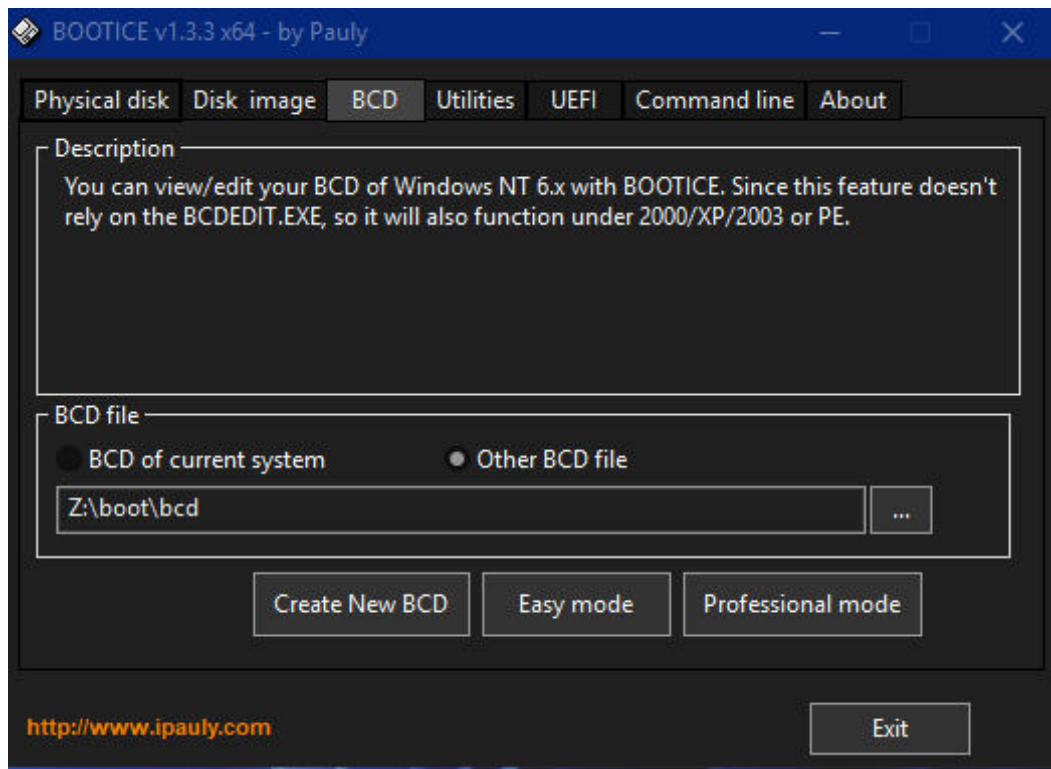 BOOTICE v1.3.3 x64 - by Pauly
Physical disk Disk image BCD Utilities UEFI Command line About
Description
You can view/edit your BCD of Windows NT 6.x with BOOTICE. Since this feature doesn't
rely on the BCDEDIT.EXE, so it will also function under 2000/XP/2003 or PE.
BCD file
BCD of current system Other BCD file
Z:\boot\bcd ...
Create New BCD Easy mode Professional mode
http://www.ipauly.com Exit